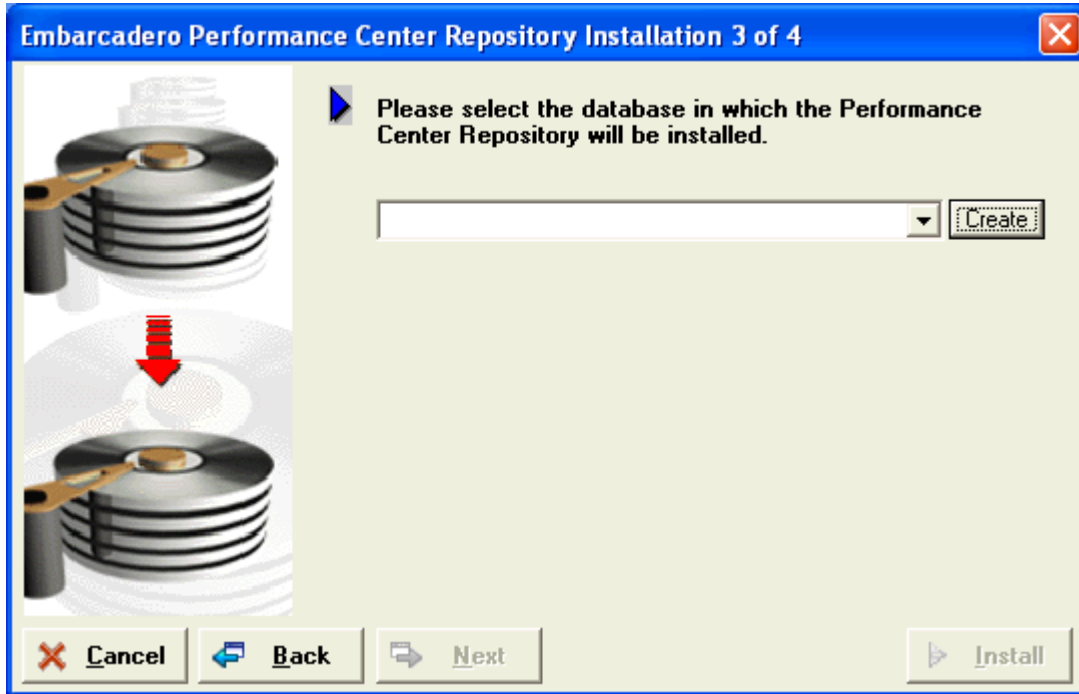 Embarcadero Performance Center Repository Installation 3 of 4
Please select the database in which the Performance
Center Repository will be installed.
Create
Cancel
Back
Next
Install